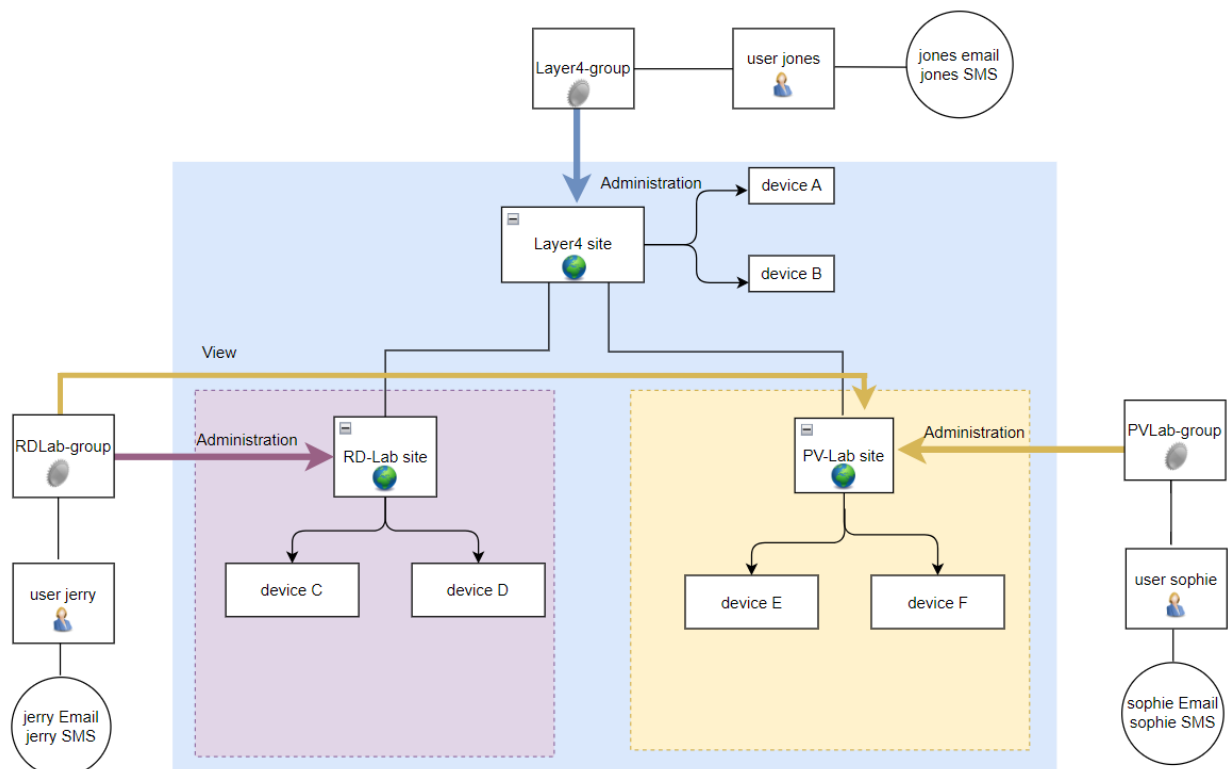 Layer4-group
user jones
jones email
jones SMS
Administration
device A
Layer4 site
device B
View
RDLab-group
Administration
RD-Lab site
PV-Lab site
Administration
PVLab-group
device C
device D
device E
device F
user jerry
user sophie
jerry Email
jerry SMS
sophie Email
sophie SMS